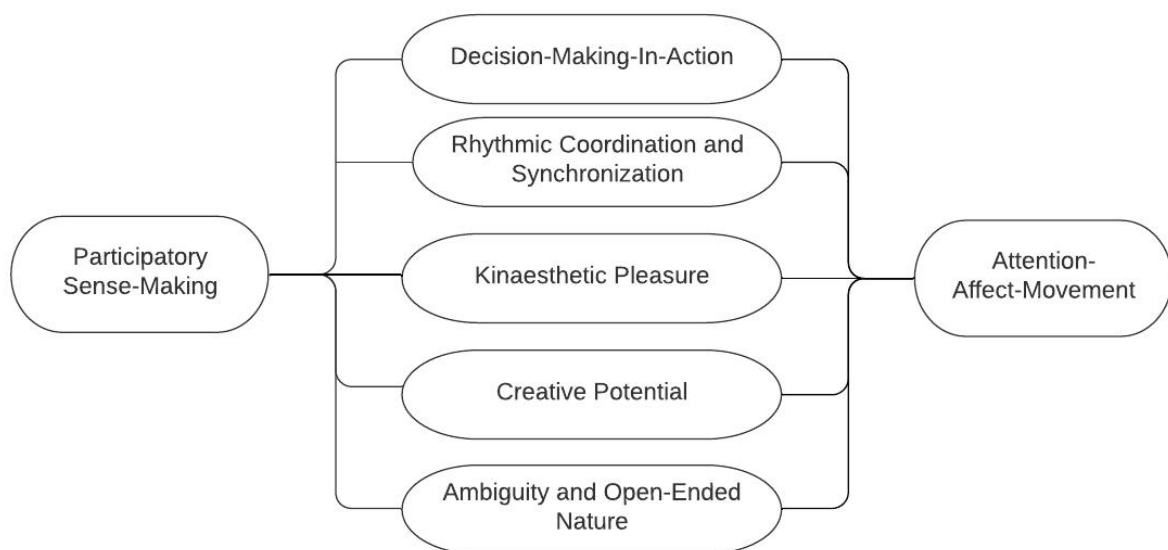 Decision-Making-In-Action
Rhythmic Coordination and
Synchronization
Participatory
Sense-Making
Kinaesthetic Pleasure
Attention-
Affect-Movement
Creative Potential
Ambiguity and Open-Ended
Nature